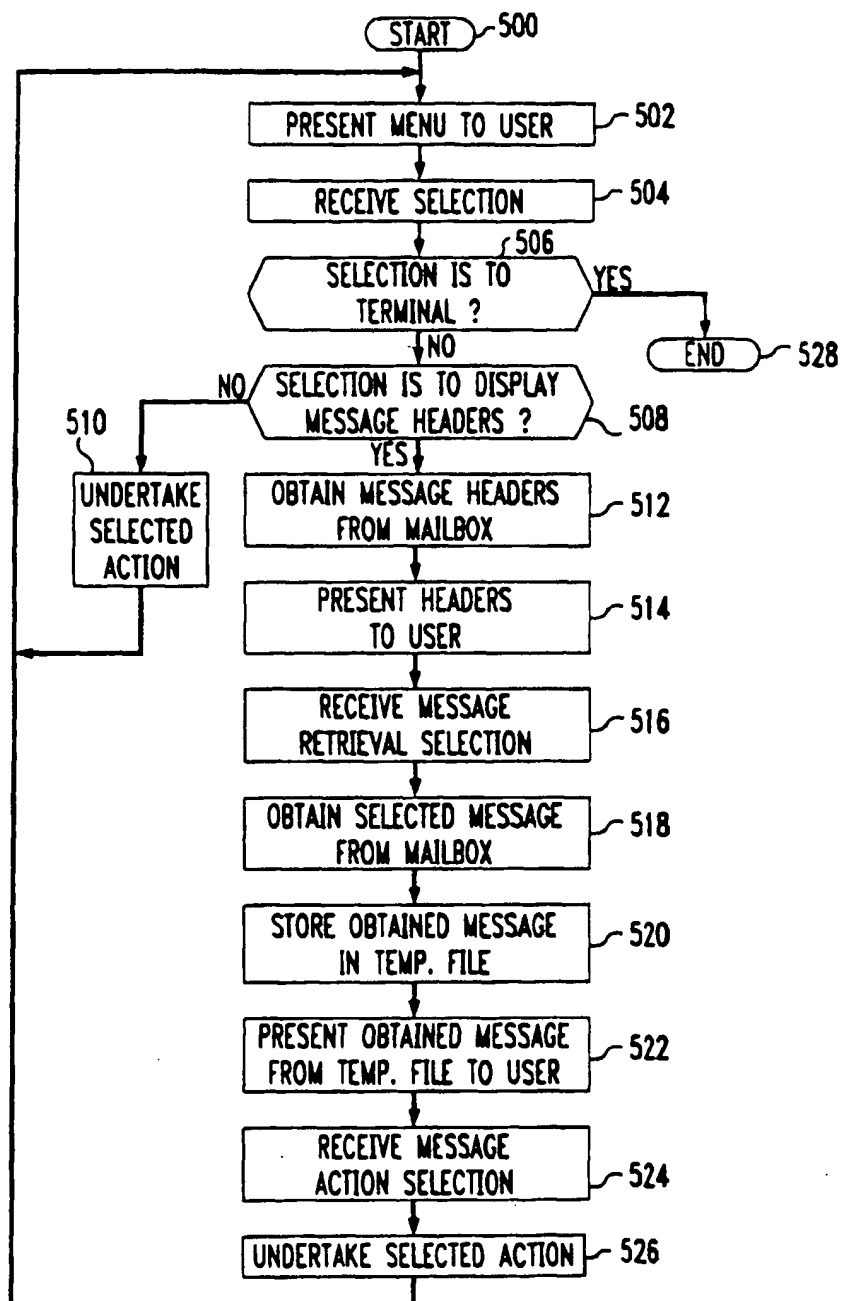 START
500
PRESENT MENU TO USER
502
RECEIVE SELECTION
504
506
SELECTION IS TO
TERMINAL ?
YES
NO
END
528
NO
SELECTION IS TO DISPLAY
MESSAGE HEADERS ?
508
YES
510
UNDERTAKE
SELECTED
ACTION
OBTAIN MESSAGE HEADERS
FROM MAILBOX
512
PRESENT HEADERS
TO USER
514
RECEIVE MESSAGE
RETRIEVAL SELECTION
516
OBTAIN SELECTED MESSAGE
FROM MAILBOX
518
STORE OBTAINED MESSAGE
IN TEMP. FILE
520
PRESENT OBTAINED MESSAGE
FROM TEMP. FILE TO USER
522
RECEIVE MESSAGE
ACTION SELECTION
524
UNDERTAKE SELECTED ACTION
526